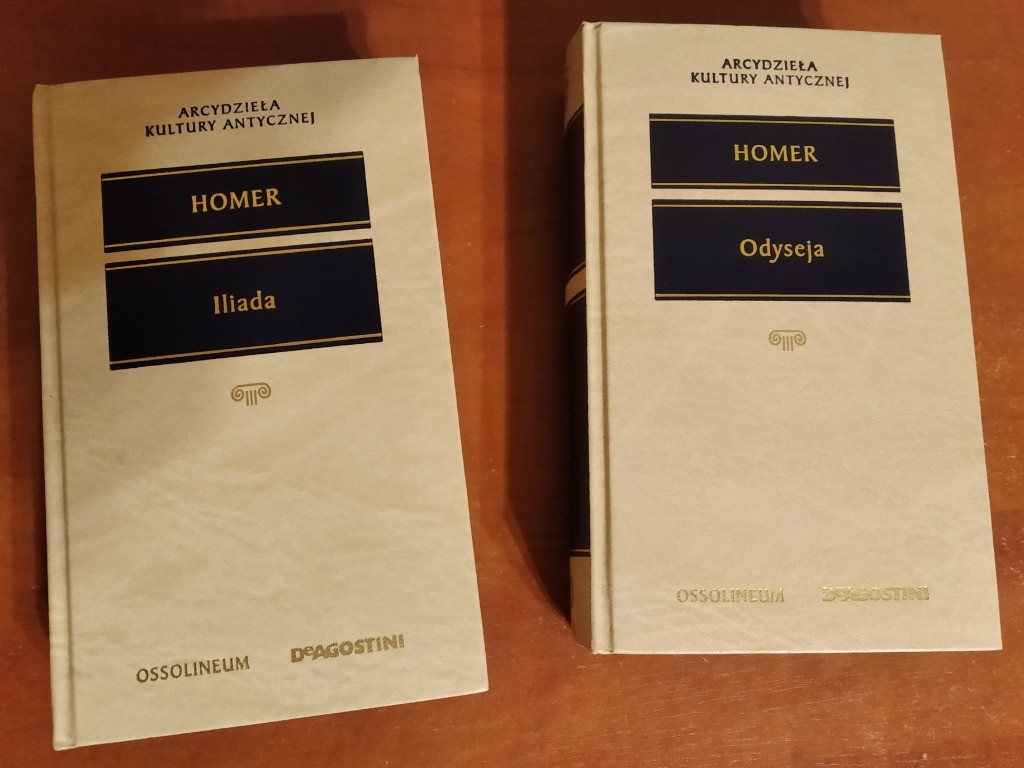 ARCYDZIEŁA
KULTURY ANTYCZNEJ
HOMER
Iliada
OSSOLINEUM
DeAGOSTINI
ARCYDZIEŁA
KULTURY ANTYCZNEJ
HOMER
Odyseja
OSSOLINEUM
DeAGOSTINI